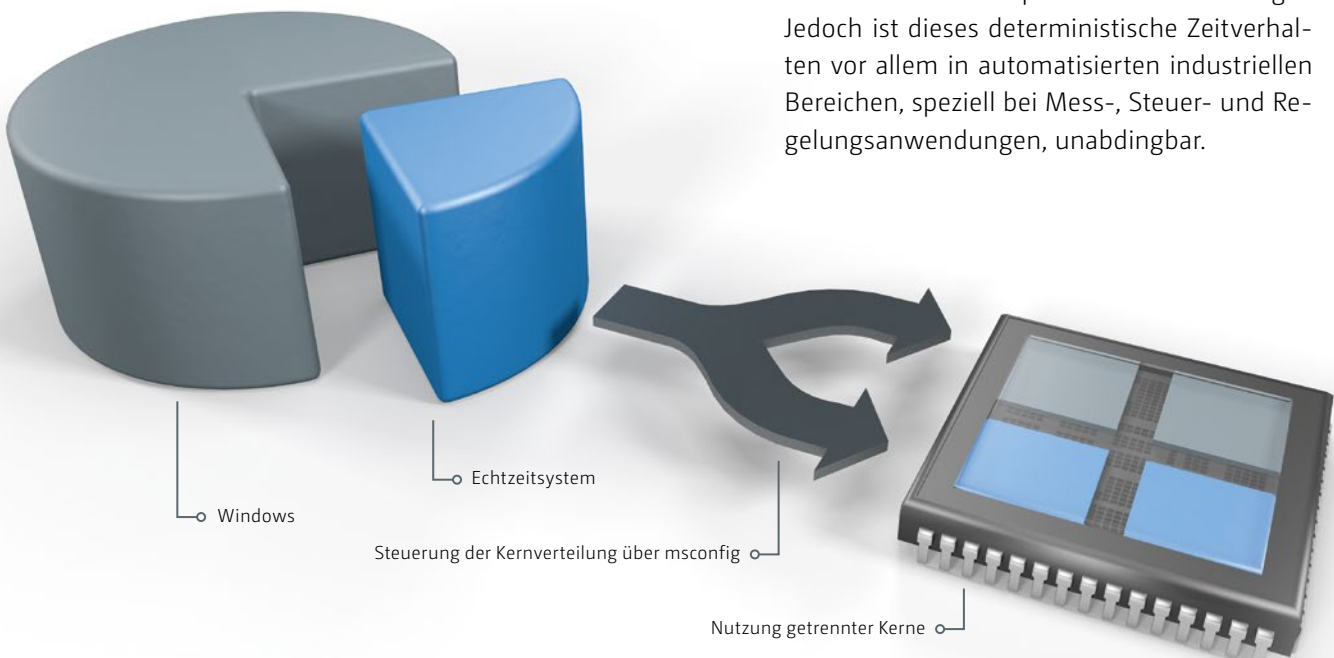 Jedoch ist dieses deterministische Zeitverhal-
ten vor allem in automatisierten industriellen
Bereichen, speziell bei Mess-, Steuer- und Re-
gelungsanwendungen, unabdingbar.
Echtzeitsystem
Windows
Steuerung der Kernverteilung über msconfig
Nutzung getrennter Kerne